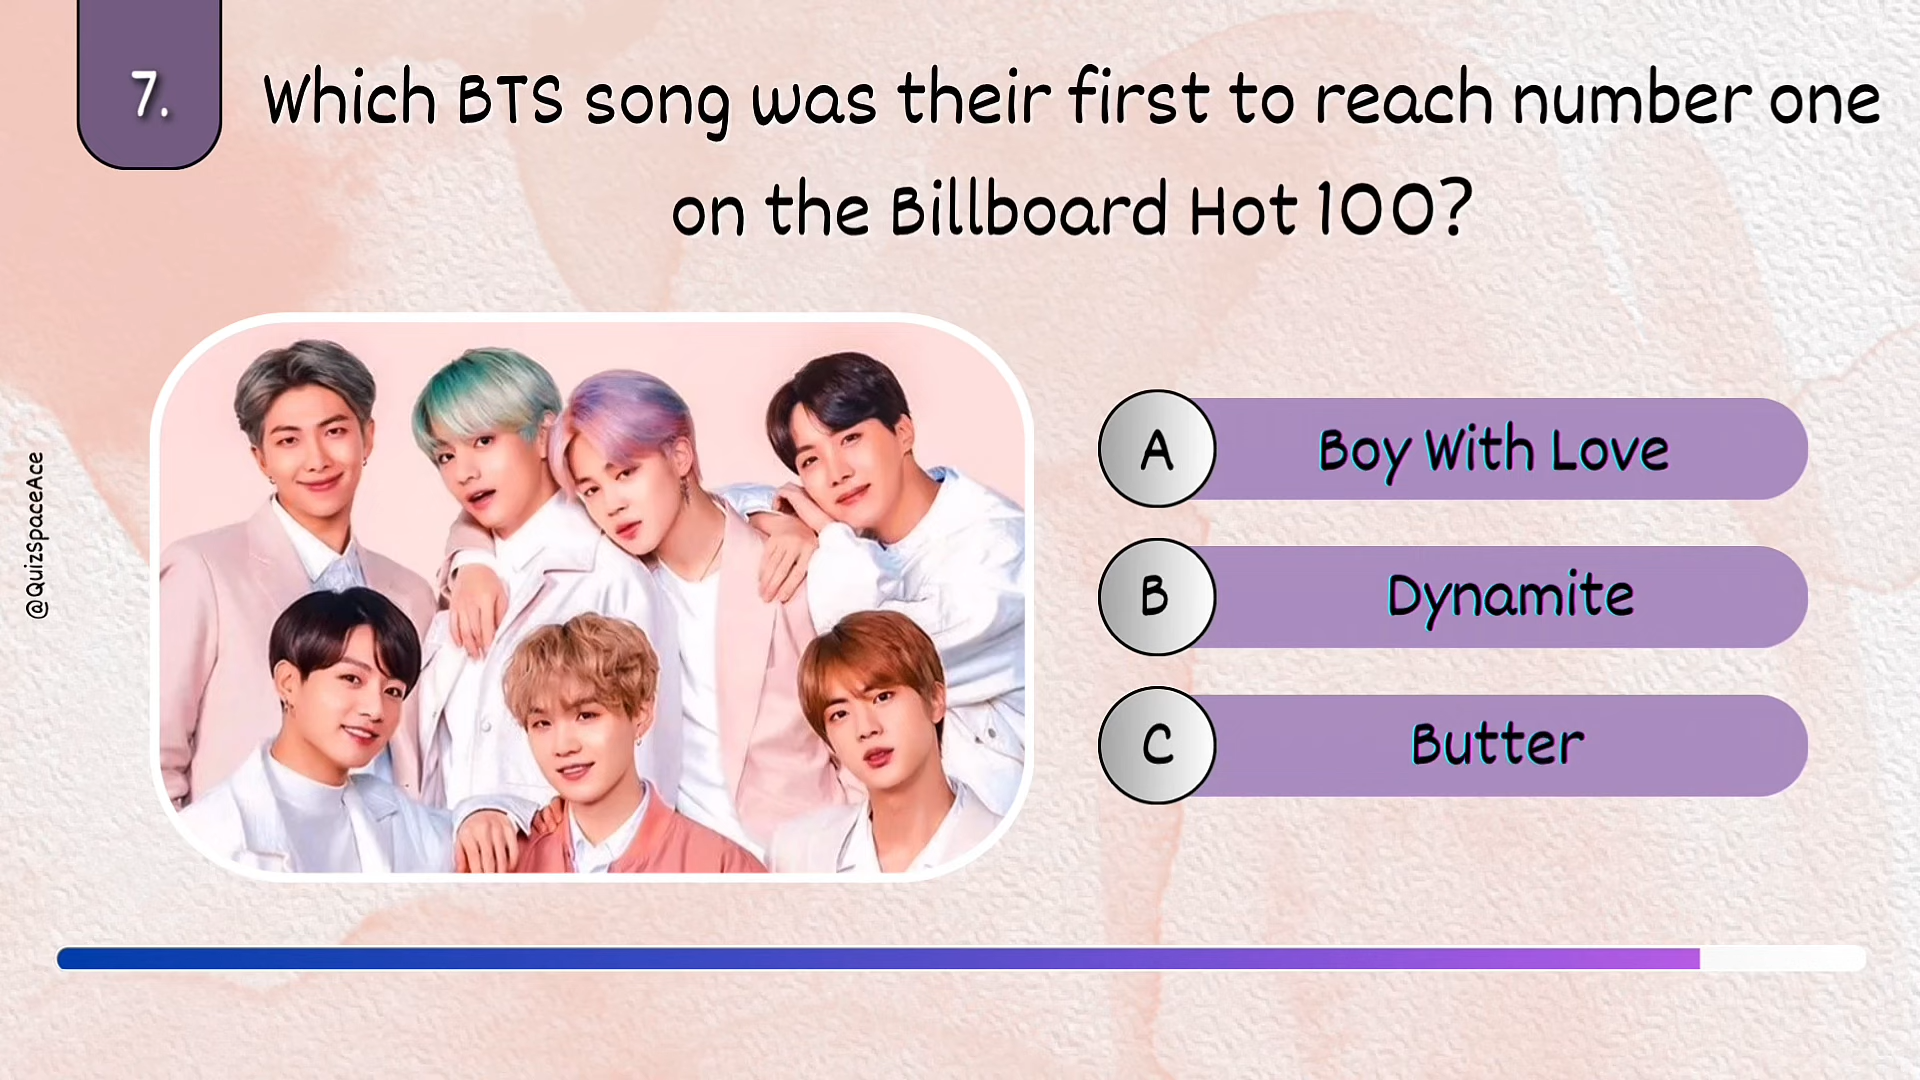 7.
Which BTS song was their first to reach number one
on the Billboard Hot 100?
@QuizSpaceAce
A Boy With Love
B Dynamite
C Butter